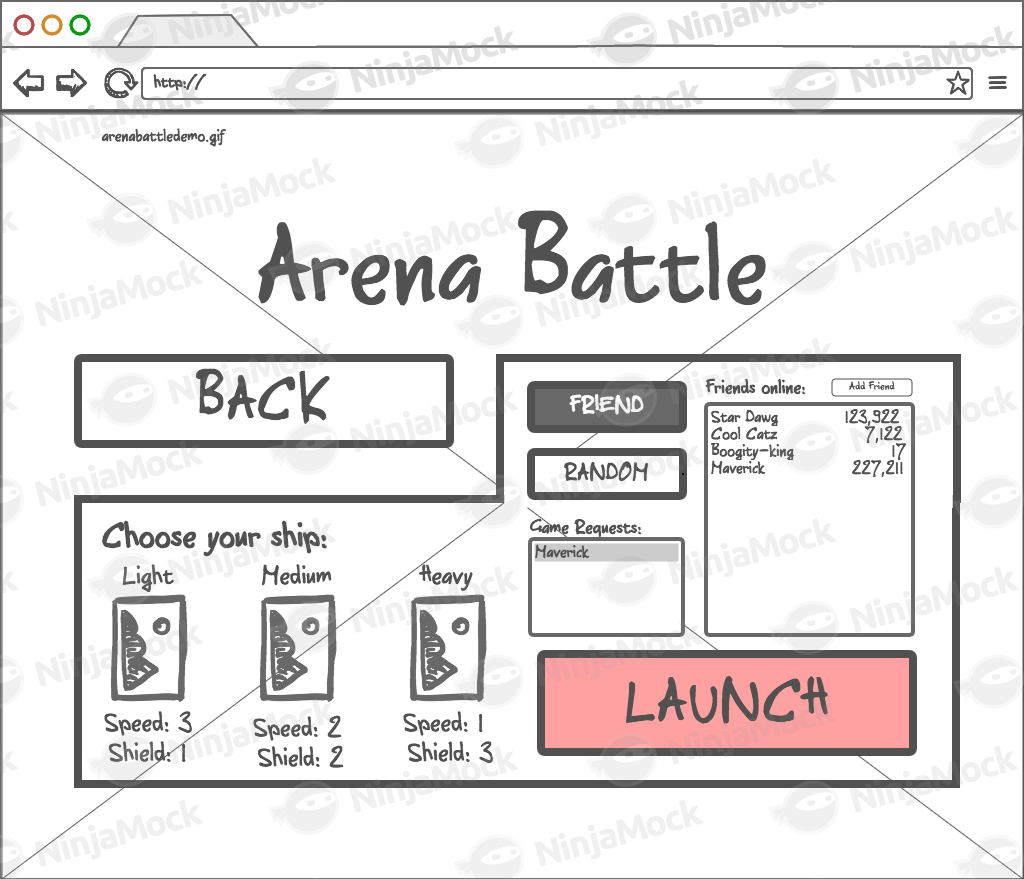 http://
arenabattledemo.gif
Arena Battle
BACK
FRIEND
RANDOM
Game Requests:
Maverick
Friends online:
Add Friend
Star Dawg 123,922
Cool Catz 7,122
Boogity-king 17
Maverick 227,211
Choose your ship:
Light Medium Heavy
Speed: 3 Speed: 2 Speed: 1
Shield: 1 Shield: 2 Shield: 3
LAUNCH
NinjaMock